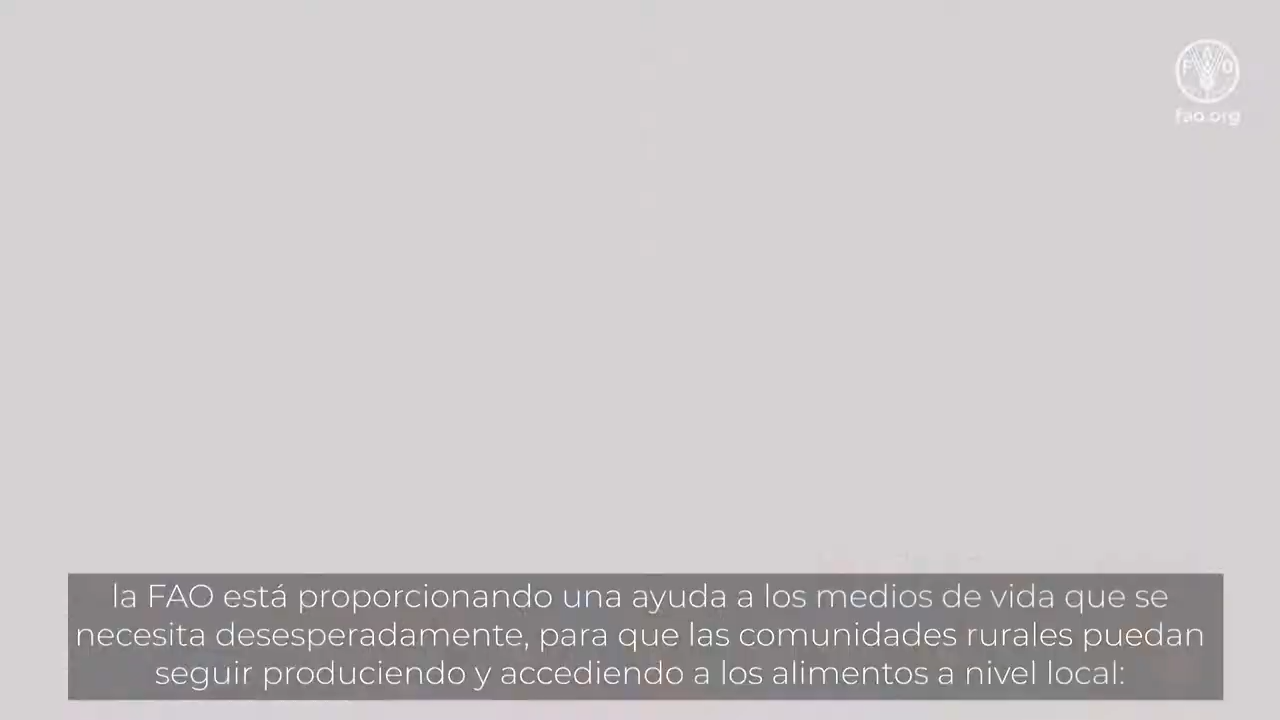 F A O
fao.org
la FAO está proporcionando una ayuda a los medios de vida que se
necesita desesperadamente, para que las comunidades rurales puedan
seguir produciendo y accediendo a los alimentos a nivel local: